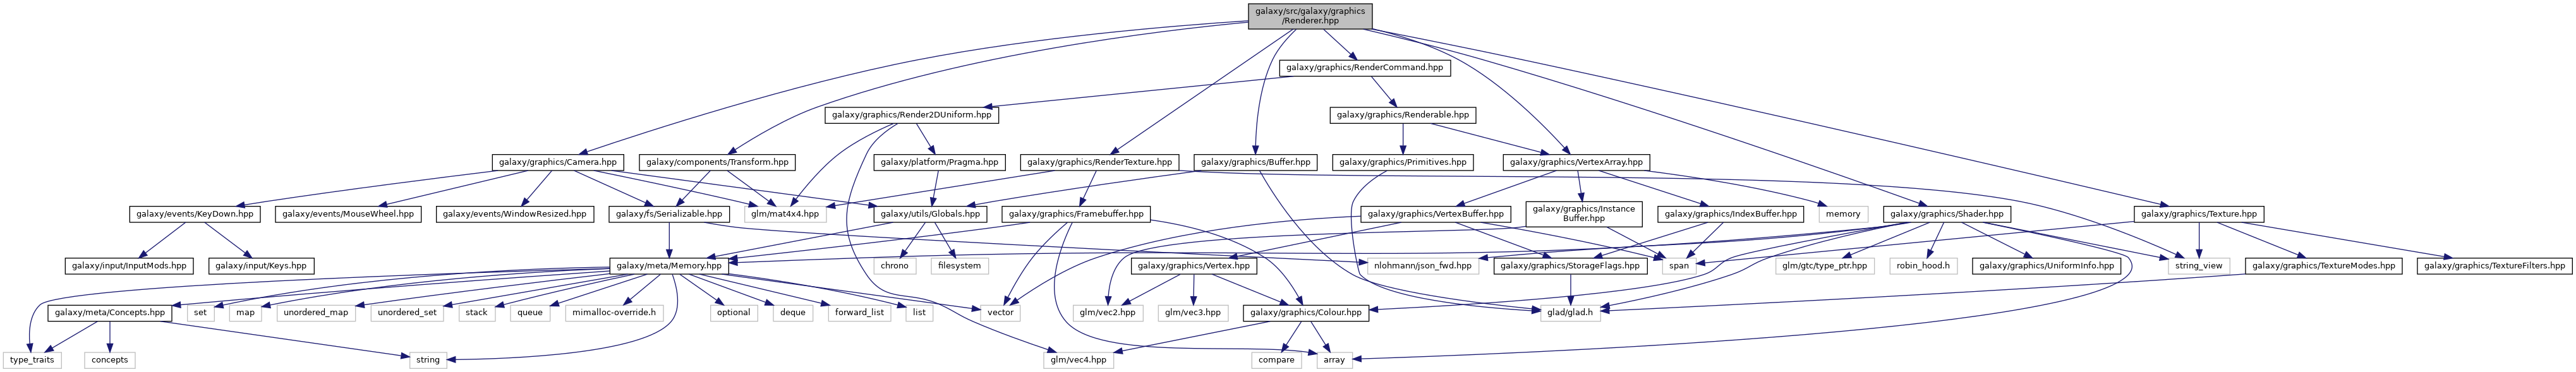 galaxy/src/galaxy/graphics
/Renderer.hpp
galaxy/graphics/RenderCommand.hpp
galaxy/graphics/Render2DUniform.hpp
galaxy/graphics/Renderable.hpp
galaxy/graphics/Camera.hpp
galaxy/components/Transform.hpp
galaxy/platform/Pragma.hpp
galaxy/graphics/RenderTexture.hpp
galaxy/graphics/Buffer.hpp
galaxy/graphics/Primitives.hpp
galaxy/graphics/VertexArray.hpp
galaxy/events/KeyDown.hpp
galaxy/events/MouseWheel.hpp
galaxy/events/WindowResized.hpp
galaxy/fs/Serializable.hpp
glm/mat4x4.hpp
galaxy/utils/Globals.hpp
galaxy/graphics/Framebuffer.hpp
galaxy/graphics/VertexBuffer.hpp
galaxy/graphics/Instance
Buffer.hpp
galaxy/graphics/IndexBuffer.hpp
memory
galaxy/graphics/Shader.hpp
galaxy/graphics/Texture.hpp
galaxy/input/InputMods.hpp
galaxy/input/Keys.hpp
galaxy/meta/Memory.hpp
chrono
filesystem
galaxy/graphics/Vertex.hpp
nlohmann/json_fwd.hpp
galaxy/graphics/StorageFlags.hpp
span
glm/gtc/type_ptr.hpp
robin_hood.h
galaxy/graphics/UniformInfo.hpp
string_view
galaxy/graphics/TextureModes.hpp
galaxy/graphics/TextureFilters.hpp
galaxy/meta/Concepts.hpp
set
map
unordered_map
unordered_set
stack
queue
mimalloc-override.h
optional
deque
forward_list
list
vector
glm/vec2.hpp
glm/vec3.hpp
galaxy/graphics/Colour.hpp
glad/glad.h
type_traits
concepts
string
glm/vec4.hpp
compare
array